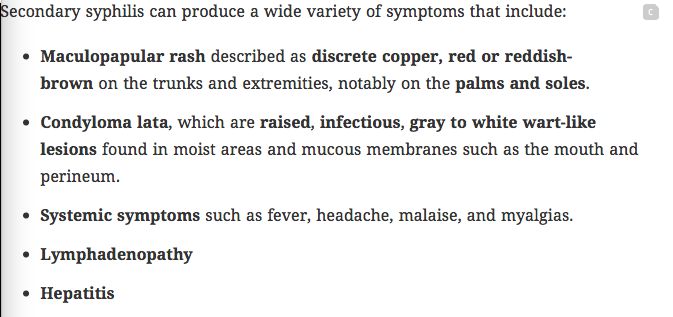 Secondary syphilis can produce a wide variety of symptoms that include:
C
• Maculopapular rash described as discrete copper, red or reddish-
brown on the trunks and extremities, notably on the palms and soles.
• Condyloma lata, which are raised, infectious, gray to white wart-like
lesions found in moist areas and mucous membranes such as the mouth and
perineum.
• Systemic symptoms such as fever, headache, malaise, and myalgias.
• Lymphadenopathy
• Hepatitis